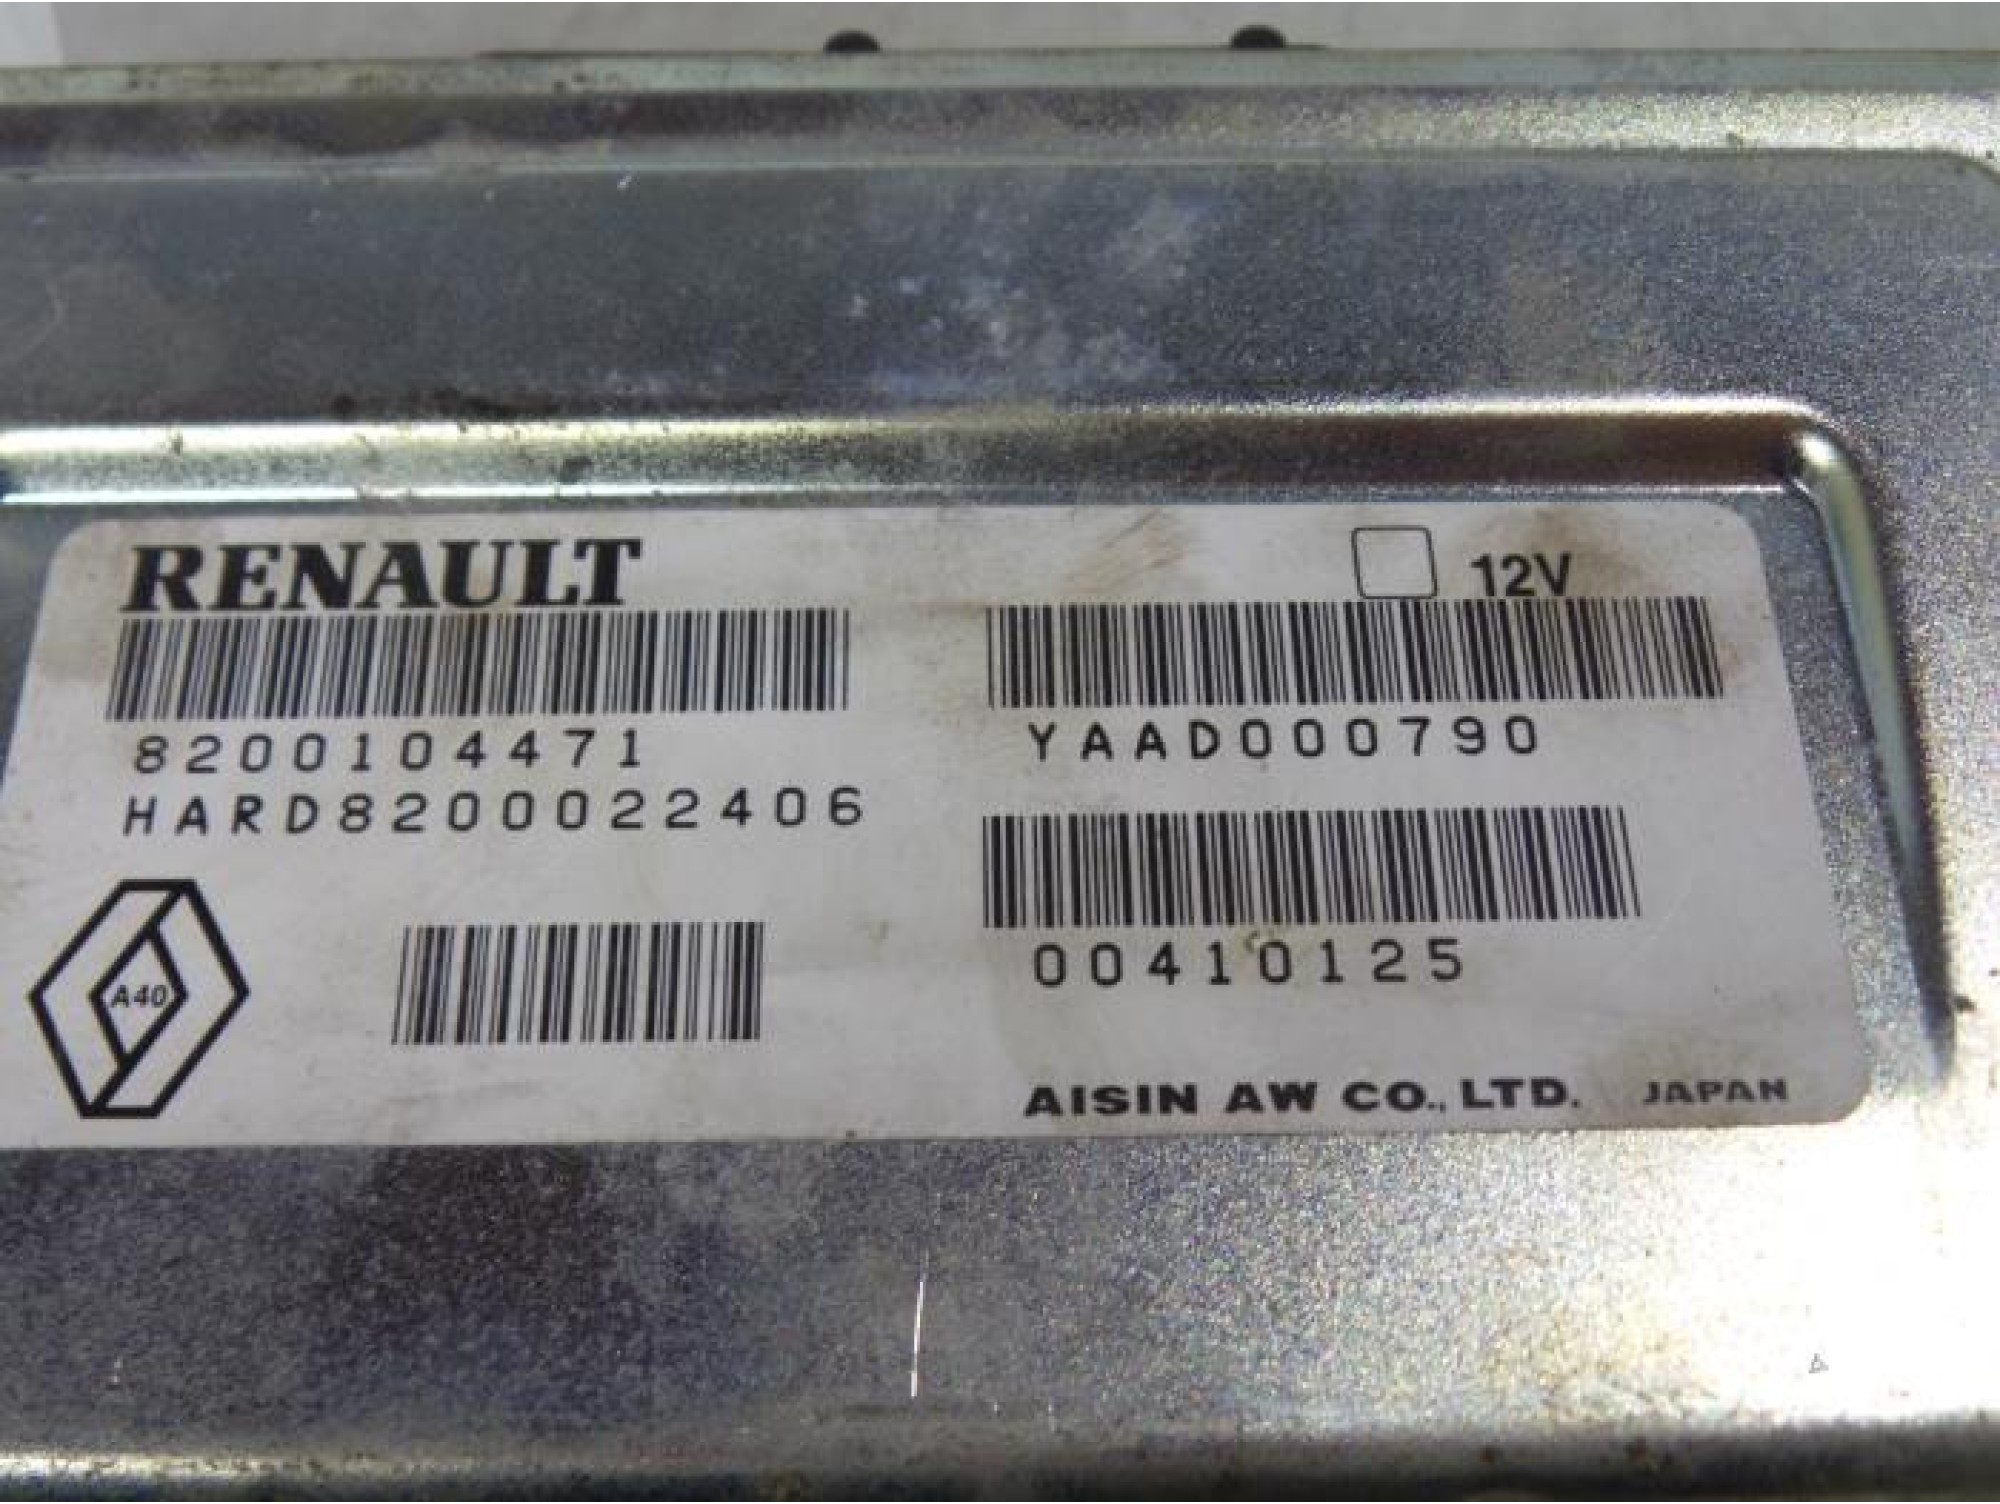 RENAULT
12V
8200104471
YAAD000790
HARD8200022406
00410125
A40
AISIN AW CO., LTD. JAPAN